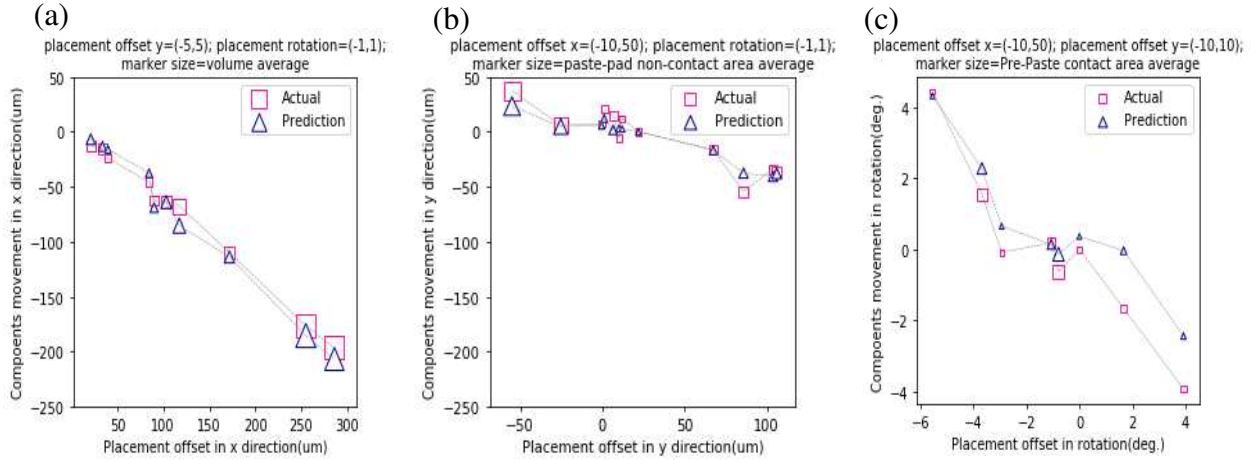 (a)
placement offset y=(-5,5); placement rotation=(-1,1);
marker size=volume average
Actual
Prediction
Compoents movement in x direction(um)
50
0
−50
−100
−150
−200
−250
50
100
150
200
250
300
Placement offset in x direction(um)
(b)
placement offset x=(-10,50); placement rotation=(-1,1);
marker size=paste-pad non-contact area average
Actual
Prediction
Compoents movement in y direction(um)
50
0
−50
−100
−150
−200
−250
−50
0
50
100
Placement offset in y direction(um)
(c)
placement offset x=(-10,50); placement offset y=(-10,10);
marker size=Pre-Paste contact area average
Actual
Prediction
Compoents movement in rotation(deg.)
4
2
0
−2
−4
−6
−4
−2
0
2
4
Placement offset in rotation(deg.)